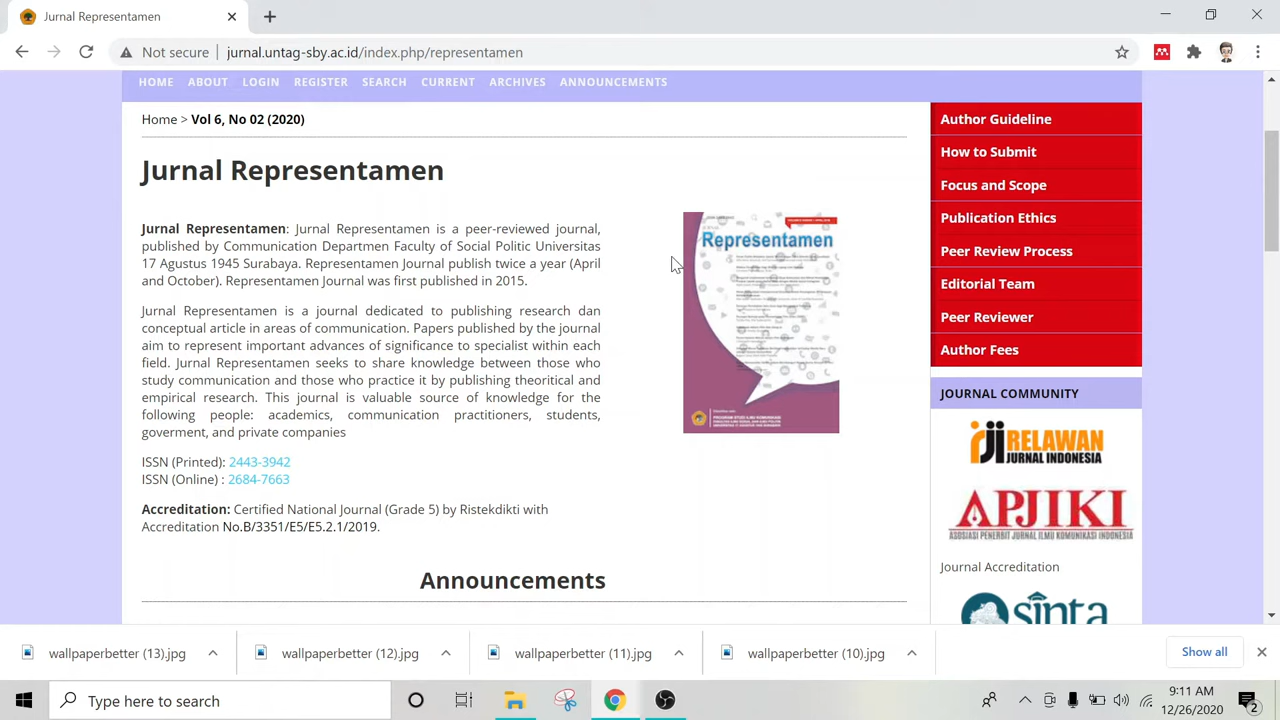 Jurnal Representamen
Not secure | jurnal.untag-sby.ac.id/index.php/representamen
HOME ABOUT LOGIN REGISTER SEARCH CURRENT ARCHIVES ANNOUNCEMENTS
Home > Vol 6, No 02 (2020)
Jurnal Representamen
Jurnal Representamen. Jurnal Representamen is a peer-reviewed journal,
published by Communication Departmen Faculty of Social Politic Universitas
17 Agustus 1945 Surabaya. Representamen Journal publish twice a year (April
and October). Representamen Journal was first published
Jurnal Representamen is a journal dedicated to publishing research dan
conceptual article in areas of communication. Papers published by the journal
aim to represent important advances of significance to specialist within each
field. Jurnal Representamen seeks to share knowledge between those who
study communication and those who practice it by publishing theoritical and
empirical research. This journal is valuable source of knowledge for the
following people: academics, communication practitioners, students,
goverment, and private companies.
ISSN (Printed): 2443-3942
ISSN (Online) : 2684-7663
Accreditation: Certified National Journal (Grade 5) by Ristekdikti with
Accreditation No.B/3351/E5/E5.2.1/2019.
Announcements
Representamen
Author Guideline
How to Submit
Focus and Scope
Publication Ethics
Peer Review Process
Editorial Team
Peer Reviewer
Author Fees
JOURNAL COMMUNITY
RELAWAN
JURNAL INDONESIA
APJIKI
ASOSIASI PENERBIT JURNAL ILMU KOMUNIKASI INDONESIA
Journal Accreditation
sinta
wallpaperbetter (13).jpg
wallpaperbetter (12).jpg
wallpaperbetter (11).jpg
wallpaperbetter (10).jpg
Show all
Type here to search
9:11 AM
12/26/2020
2